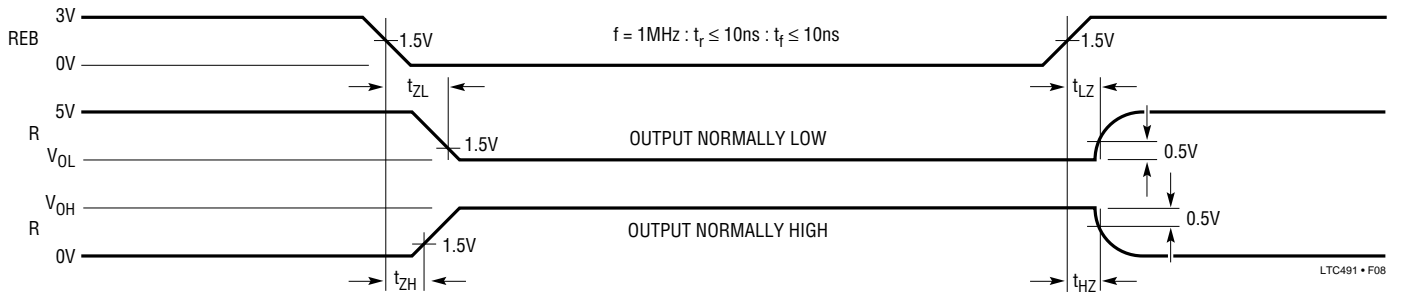 3V
REB
0V
1.5V
f = 1MHz : tr ≤ 10ns : tf ≤ 10ns
1.5V
tZL
tLZ
5V
R
VOL
1.5V
OUTPUT NORMALLY LOW
0.5V
VOH
R
0V
1.5V
OUTPUT NORMALLY HIGH
0.5V
tZH
tHZ
LTC491 • F08